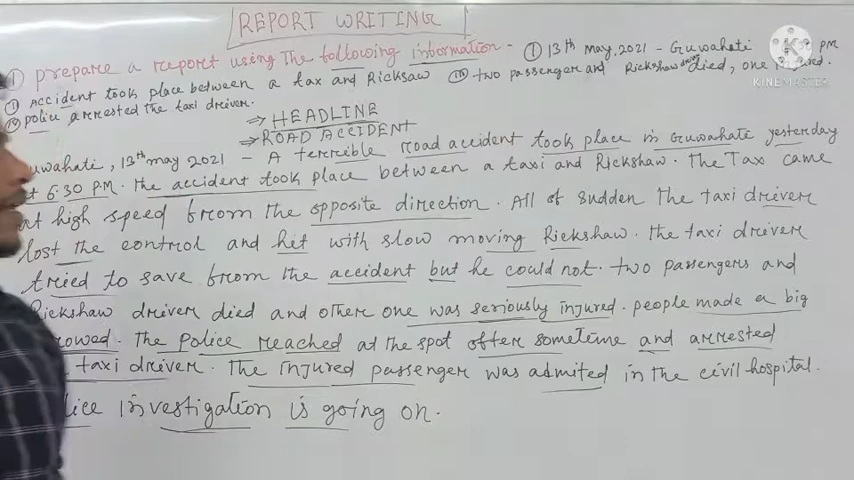 REPORT WRITING
prepare a report using the following information - ① 13th may, 2021 - Guwahati PM
① Accident took place between a tax and Ricksaw ⑪ two passenger and Rickshaw driver died, one
police arrested the taxi driver.
⇒ HEADLINE
⇒ ROAD ACCIDENT
uwahati, 13th may 2021 - A terrible road accident took place in Guwahate yesterday
at 6.30 PM. The accident took place between a taxi and Rickshaw. The Tax came
at high speed from the opposite direction. All of sudden the taxi driver
lost the control and hit with slow moving Rickshaw. the taxi driver
tried to save from the accident but he could not. two passengers and
Rickshaw driver died and other one was seriously injured. people made a big
rowed. The police reached at the spot after sometime and arrested
taxi driver. The injured passenger was admited in the civil hospital.
lice investigation is going on.
KINEMASTER